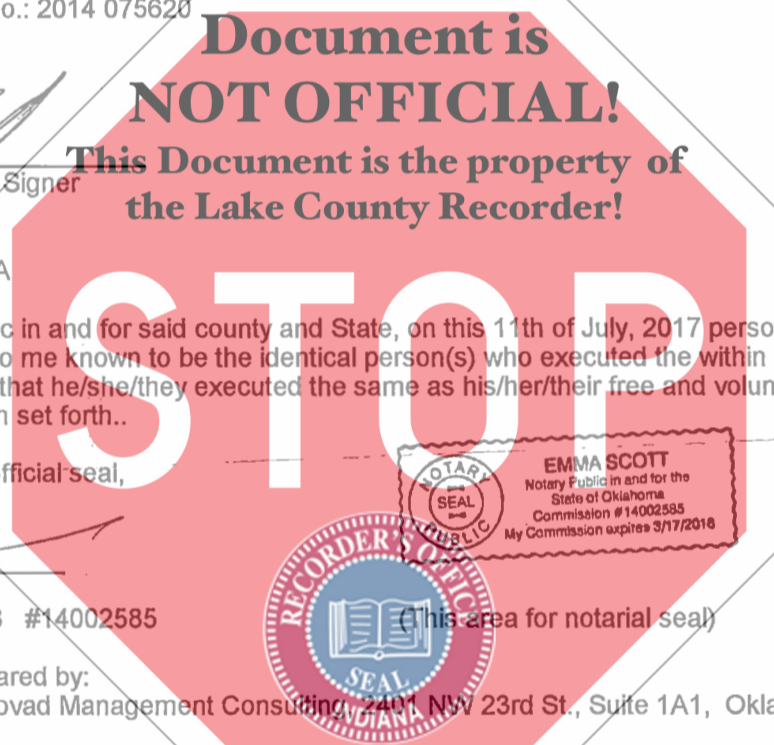 o.: 2014 075620
Document is
NOT OFFICIAL!
This Document is the property of
Signer
the Lake County Recorder!
A
STOP
c in and for said county and State, on this 11th of July, 2017 perso
o me known to be the identical person(s) who executed the within
that he/she/they executed the same as his/her/their free and volun
n set forth..
fficial seal,
NOTARY
SEAL
PUBLIC
EMMA SCOTT
Notary Public in and for the
State of Oklahoma
Commission #14002585
My Commission expires 3/17/2018
RECORDER'S OFFICE
SEAL
INDIANA
#14002585
(This area for notarial seal)
ared by:
ovad Management Consulting, 2401 NW 23rd St., Suite 1A1, Okla